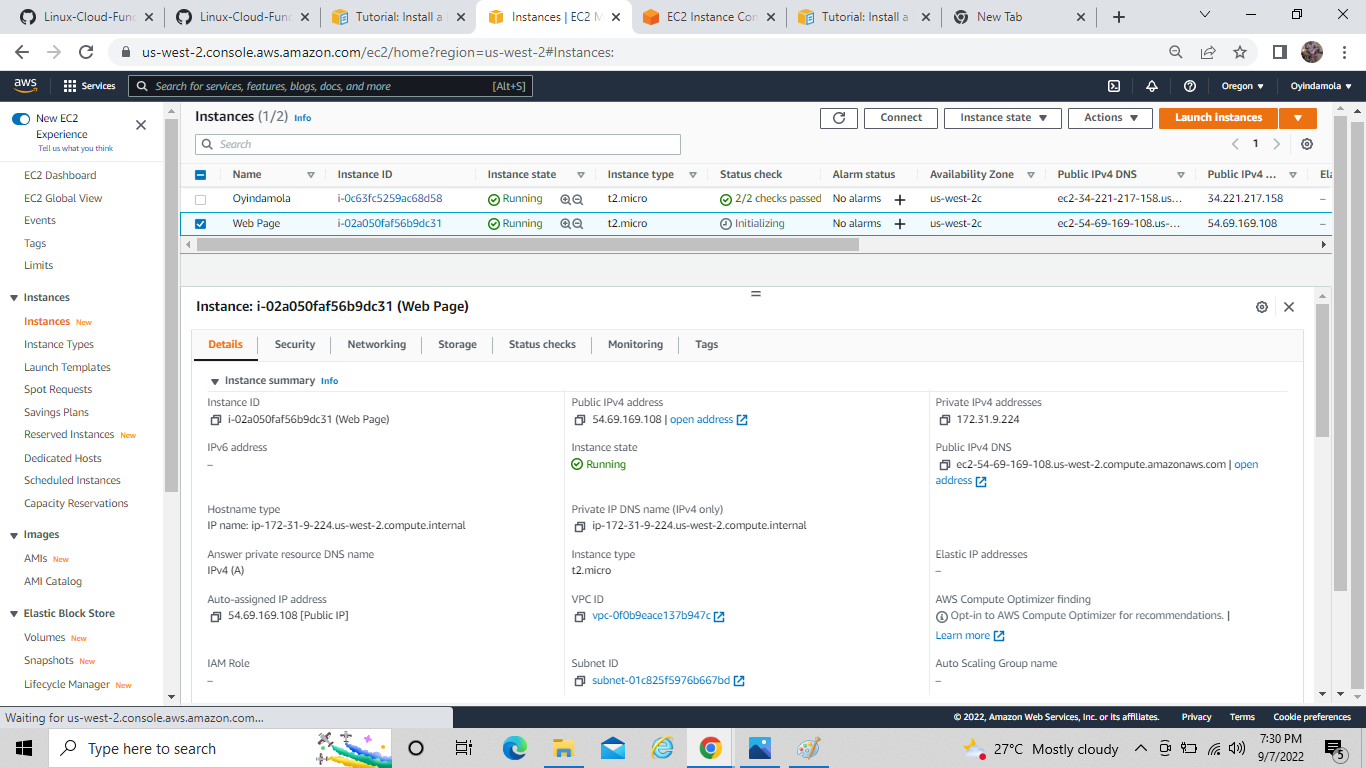 Linux-Cloud-Func
Linux-Cloud-Func
Tutorial: Install a
Instances | EC2 M
EC2 Instance Con
Tutorial: Install a
New Tab
us-west-2.console.aws.amazon.com/ec2/home?region=us-west-2#Instances:
aws Services Search for services, features, blogs, docs, and more [Alt+S] Oregon Oyindamola
New EC2 Experience
Tell us what you think
EC2 Dashboard
EC2 Global View
Events
Tags
Limits
Instances
Instances New
Instance Types
Launch Templates
Spot Requests
Savings Plans
Reserved Instances New
Dedicated Hosts
Scheduled Instances
Capacity Reservations
Images
AMIs New
AMI Catalog
Elastic Block Store
Volumes New
Snapshots New
Lifecycle Manager New
Instances (1/2) Info
Connect Instance state Actions Launch instances
Search
1
Name Instance ID Instance state Instance type Status check Alarm status Availability Zone Public IPv4 DNS Public IPv4 ... Ela
Oyindamola i-0c63fc5259ac68d58 Running t2.micro 2/2 checks passed No alarms + us-west-2c ec2-34-221-217-158.us... 34.221.217.158 –
Web Page i-02a050faf56b9dc31 Running t2.micro Initializing No alarms + us-west-2c ec2-54-69-169-108.us-... 54.69.169.108 –
Instance: i-02a050faf56b9dc31 (Web Page)
Details Security Networking Storage Status checks Monitoring Tags
Instance summary Info
Instance ID
i-02a050faf56b9dc31 (Web Page)
Public IPv4 address
54.69.169.108 | open address
Private IPv4 addresses
172.31.9.224
IPv6 address
–
Instance state
Running
Public IPv4 DNS
ec2-54-69-169-108.us-west-2.compute.amazonaws.com | open
address
Hostname type
IP name: ip-172-31-9-224.us-west-2.compute.internal
Private IP DNS name (IPv4 only)
ip-172-31-9-224.us-west-2.compute.internal
Answer private resource DNS name
IPv4 (A)
Instance type
t2.micro
Elastic IP addresses
–
Auto-assigned IP address
54.69.169.108 [Public IP]
VPC ID
vpc-0f0b9eace137b947c
AWS Compute Optimizer finding
Opt-in to AWS Compute Optimizer for recommendations. |
Learn more
IAM Role
–
Subnet ID
subnet-01c825f5976b667bd
Auto Scaling Group name
–
Waiting for us-west-2.console.aws.amazon.com...
© 2022, Amazon Web Services, Inc. or its affiliates. Privacy Terms Cookie preferences
Type here to search
27°C Mostly cloudy
7:30 PM
9/7/2022
5